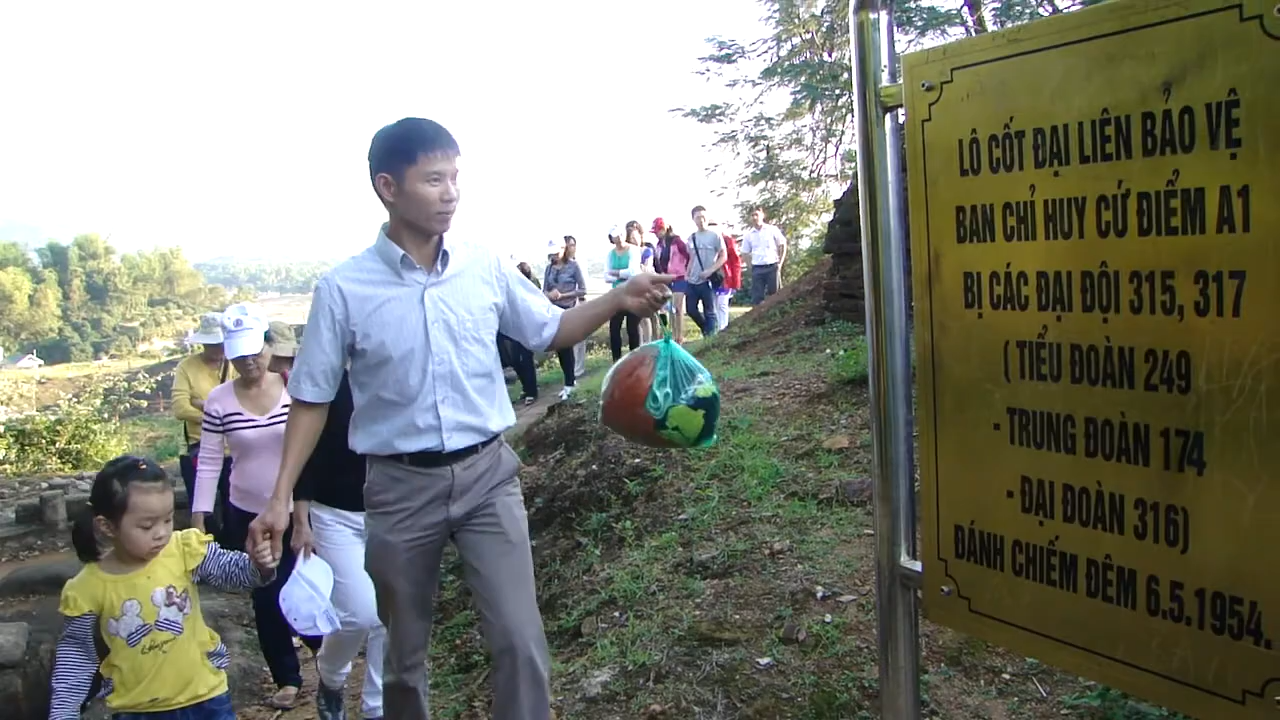 LÔ CỐT ĐẠI LIÊN BẢO VỆ
BAN CHỈ HUY CỨ ĐIỂM A1
BỊ CÁC ĐẠI ĐỘI 315, 317
( TIỂU ĐOÀN 249
- TRUNG ĐOÀN 174
- ĐẠI ĐOÀN 316)
ĐÁNH CHIẾM ĐÊM 6.5.1954.